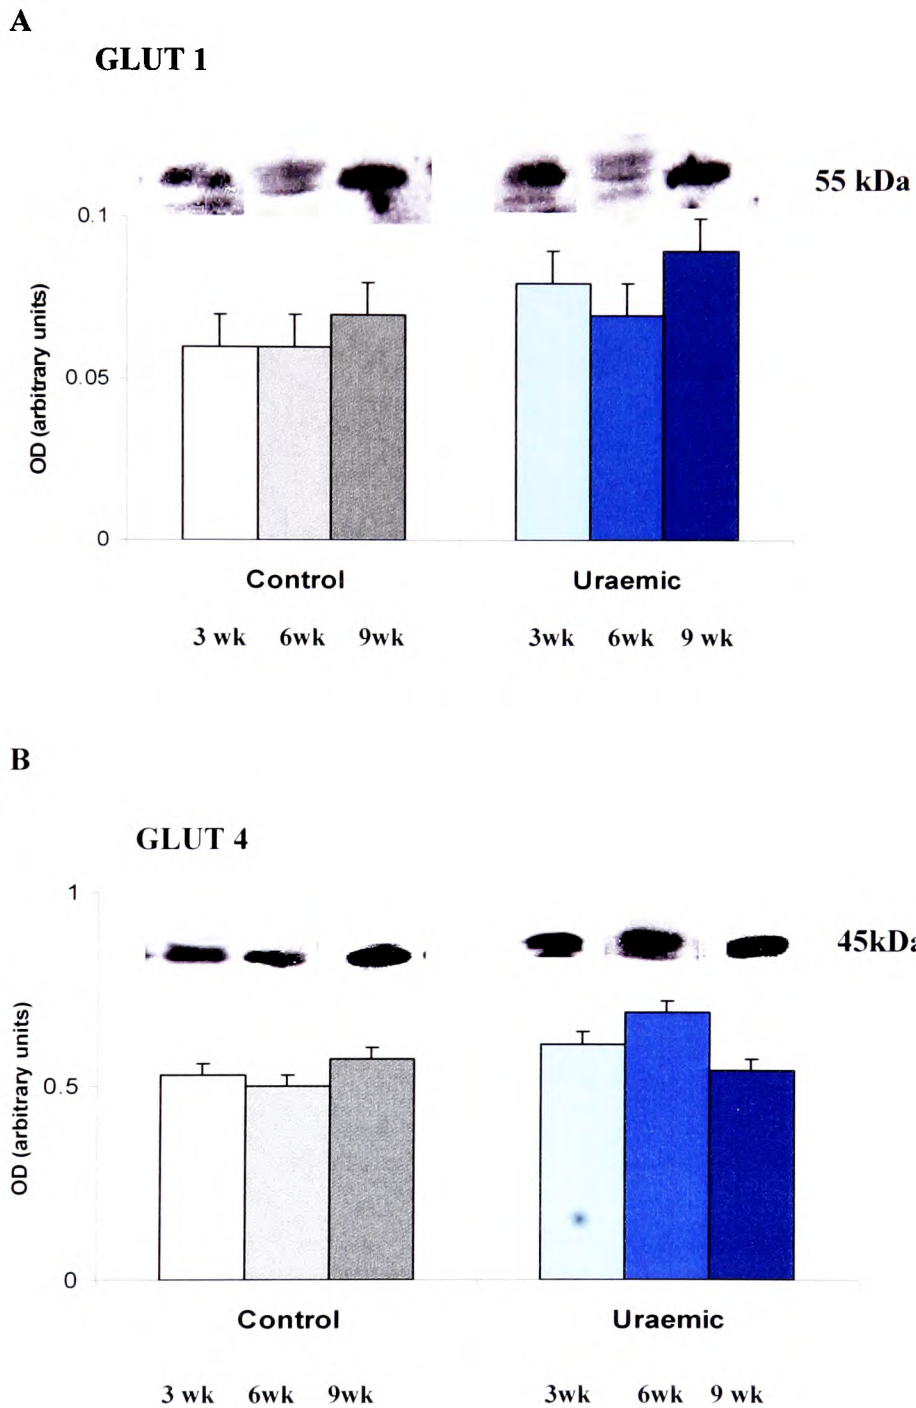 A
GLUT 1
55 kDa
0.1
0.05
0
OD (arbitrary units)
Control
Uraemic
3 wk 6wk 9wk 3wk 6wk 9 wk
B
GLUT 4
1
45kDa
0.5
0
OD (arbitrary units)
Control
Uraemic
3 wk 6wk 9wk 3wk 6wk 9 wk